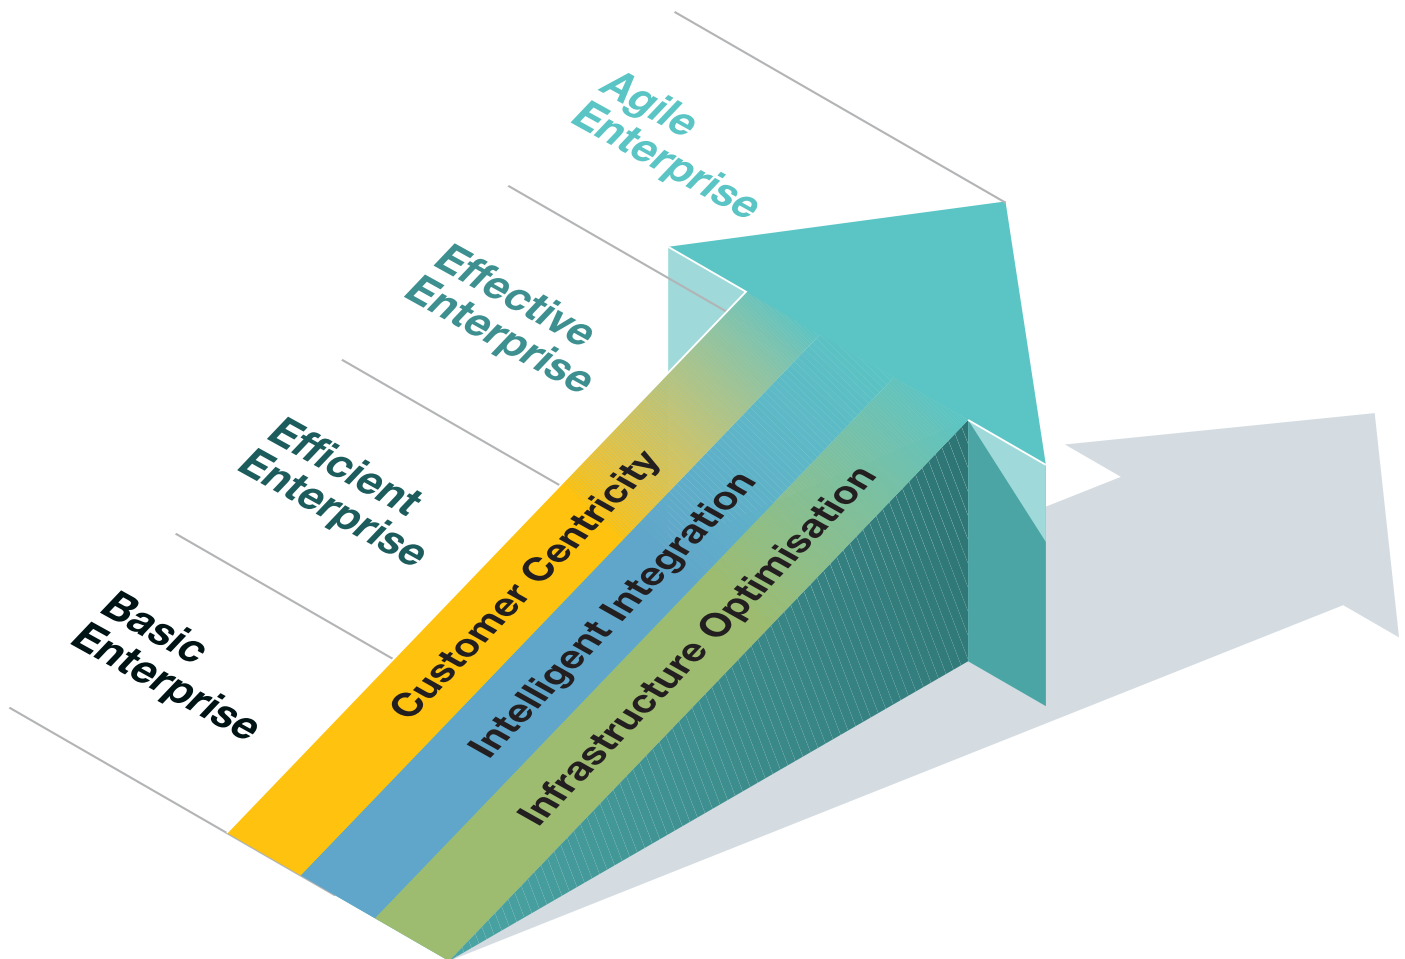 Agile
Enterprise
Effective
Enterprise
Efficient
Enterprise
Basic
Enterprise
Customer Centricity
Intelligent Integration
Infrastructure Optimisation